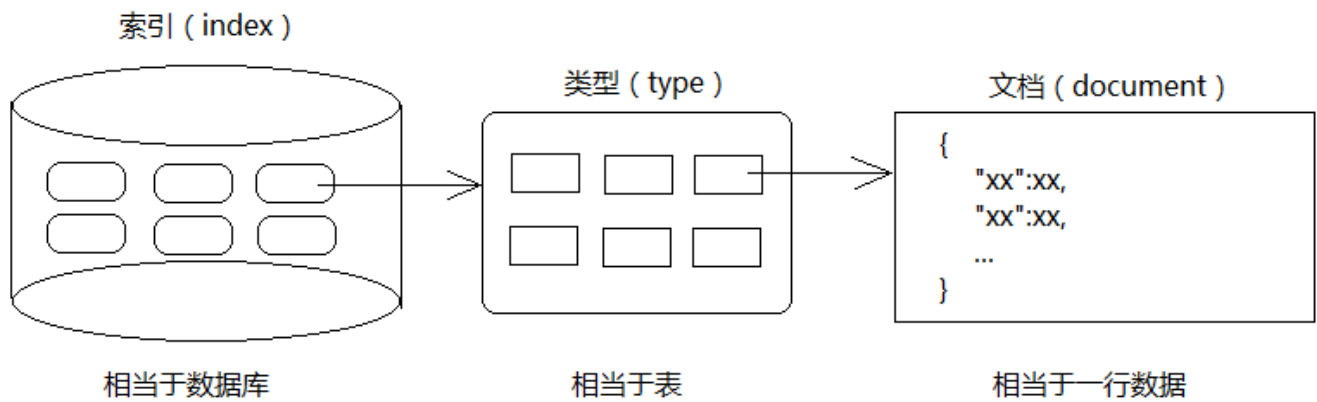 索引（index）
类型（type）
文档（document）
{
"xx":xx,
"xx":xx,
...
}
相当于数据库
相当于表
相当于一行数据